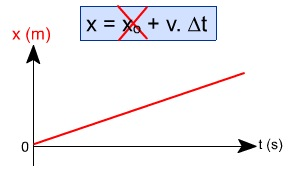 x = x₀ + v. Δt
x (m)
0
t (s)